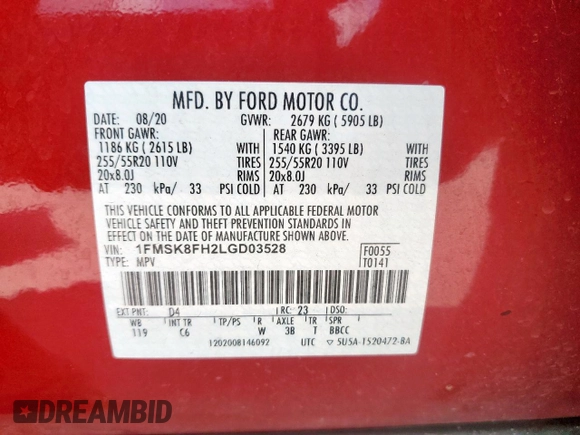 MFD. BY FORD MOTOR CO.
DATE: 08/20 GVWR: 2679 KG ( 5905 LB)
FRONT GAWR: REAR GAWR:
1186 KG ( 2615 LB) WITH 1540 KG ( 3395 LB) WITH
255/55R20 110V TIRES 255/55R20 110V TIRES
20x8.0J RIMS 20x8.0J RIMS
AT 230 kPa/ 33 PSI COLD AT 230 kPa/ 33 PSI COLD
THIS VEHICLE CONFORMS TO ALL APPLICABLE FEDERAL MOTOR
VEHICLE SAFETY AND THEFT PREVENTION STANDARDS IN
EFFECT ON THE DATE OF MANUFACTURE SHOWN ABOVE.
VIN: 1FMSK8FH2LGD03528 F0055
TYPE: MPV T0141
EXT PNT: D4 RC: 23 DSO:
WB INT TR TP/PS R AXLE TR SPR
119 C6 W 3B T BBCC
1202008146092 UTC ▽ 5U5A-1520472-BA
DREAMBID